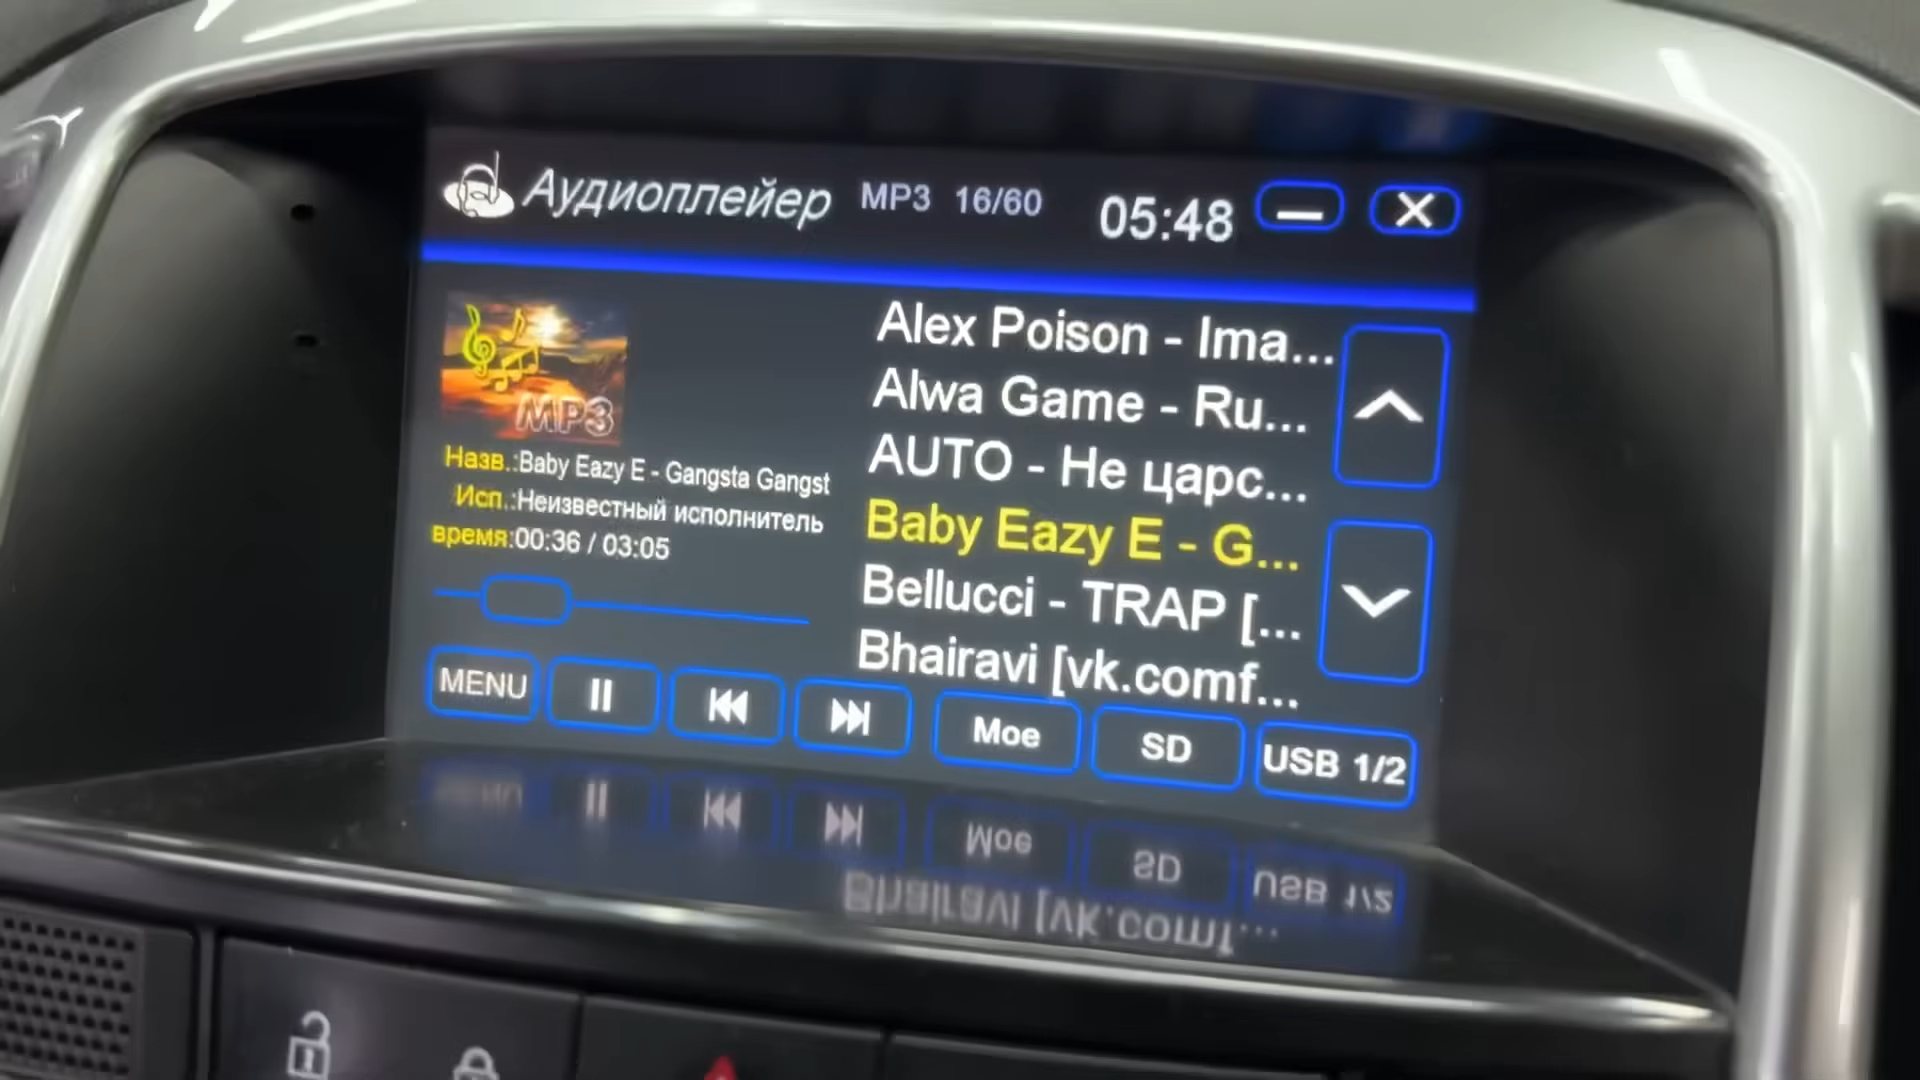 Аудиоплейер MP3 16/60 05:48
MP3
Назв.:Baby Eazy E - Gangsta Gangst
Исп.:Неизвестный исполнитель
время:00:36 / 03:05
Alex Poison - Ima...
Alwa Game - Ru...
AUTO - Не царс...
Baby Eazy E - G...
Bellucci - TRAP [...
Bhairavi [vk.comf...
MENU Мое SD USB 1/2